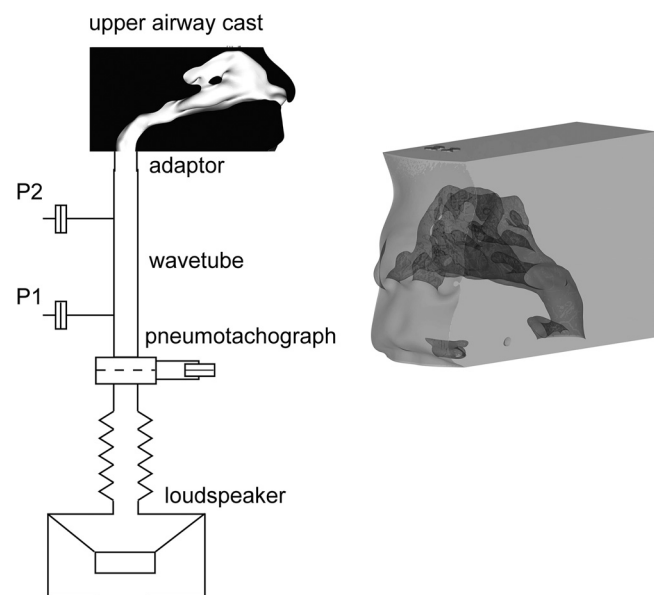 upper airway cast
adaptor
P2
wavetube
P1
pneumotachograph
loudspeaker